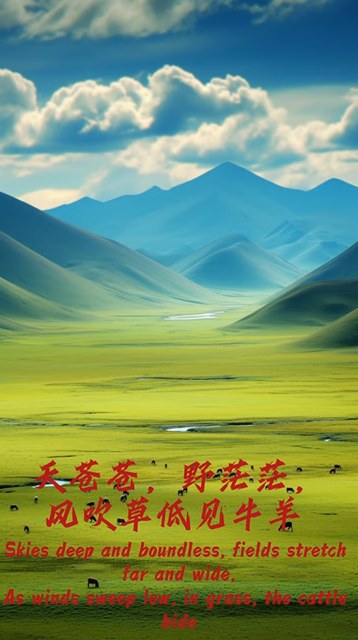 天苍苍，野茫茫，
风吹草低见牛羊
Skies deep and boundless, fields stretch
far and wide,
As winds sweep low, in grass, the cattle
hide